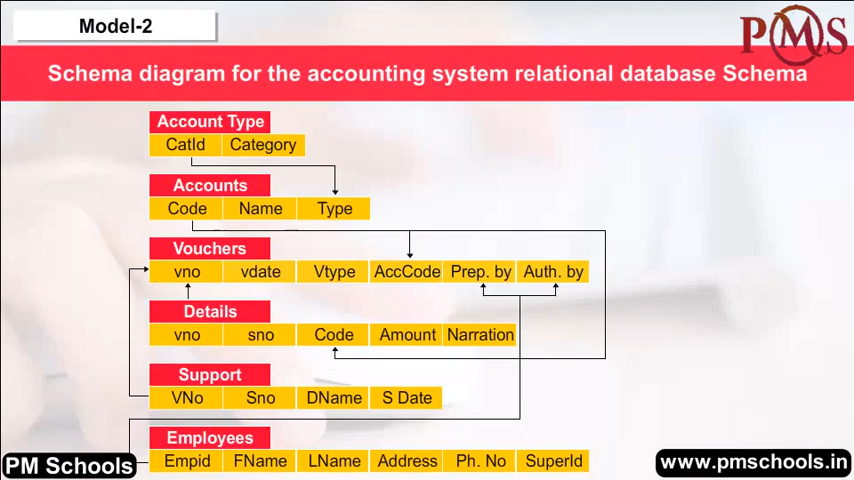 Model-2
PMS
Schema diagram for the accounting system relational database Schema
Account Type
CatId Category
Accounts
Code Name Type
Vouchers
vno vdate Vtype AccCode Prep. by Auth. by
Details
vno sno Code Amount Narration
Support
VNo Sno DName S Date
Employees
Empid FName LName Address Ph. No SuperId
PM Schools
www.pmschools.in